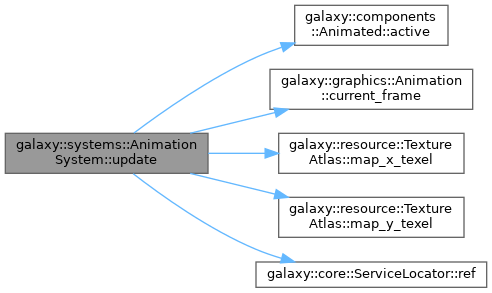 galaxy::systems::Animation
System::update
galaxy::components
::Animated::active
galaxy::graphics::Animation
::current_frame
galaxy::resource::Texture
Atlas::map_x_texel
galaxy::resource::Texture
Atlas::map_y_texel
galaxy::core::ServiceLocator::ref